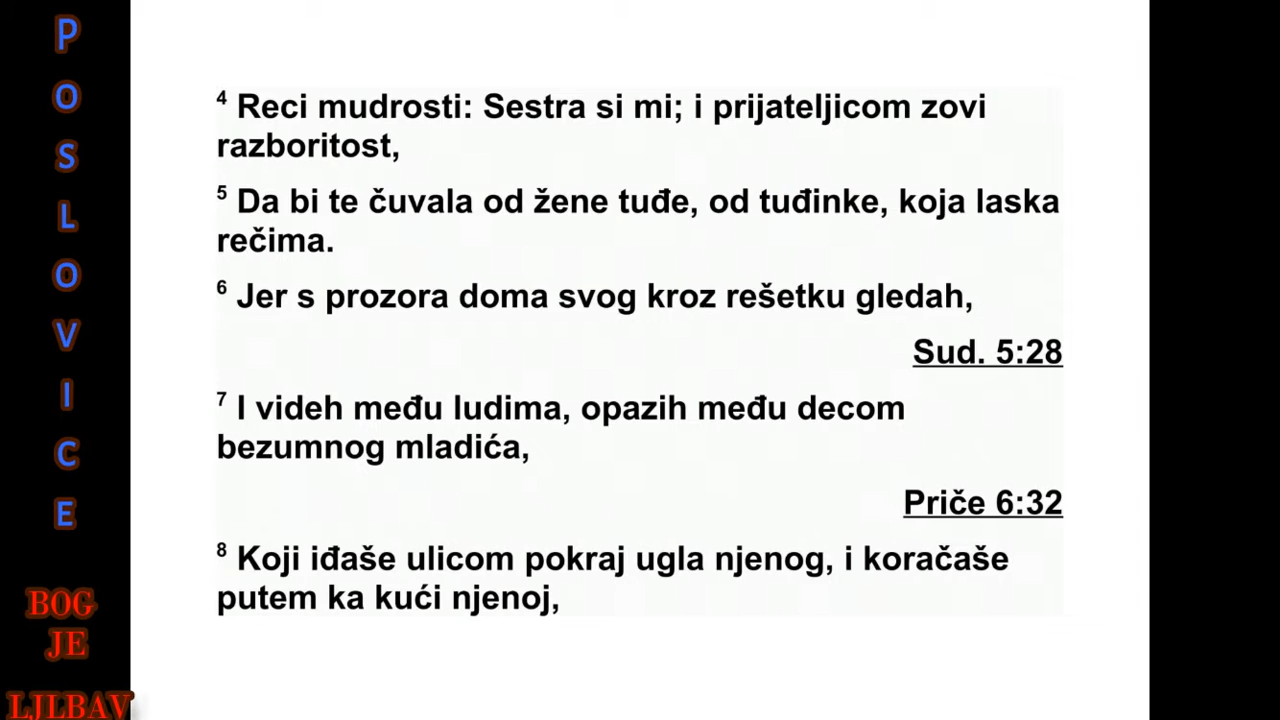 P
O
S
L
O
V
I
C
E
BOG
JE
LJLBAV
4 Reci mudrosti: Sestra si mi; i prijateljicom zovi
razboritost,
5 Da bi te čuvala od žene tuđe, od tuđinke, koja laska
rečima.
6 Jer s prozora doma svog kroz rešetku gledah,
Sud. 5:28
7 I videh među ludima, opazih među decom
bezumnog mladića,
Priče 6:32
8 Koji iđaše ulicom pokraj ugla njenog, i koračaše
putem ka kući njenoj,